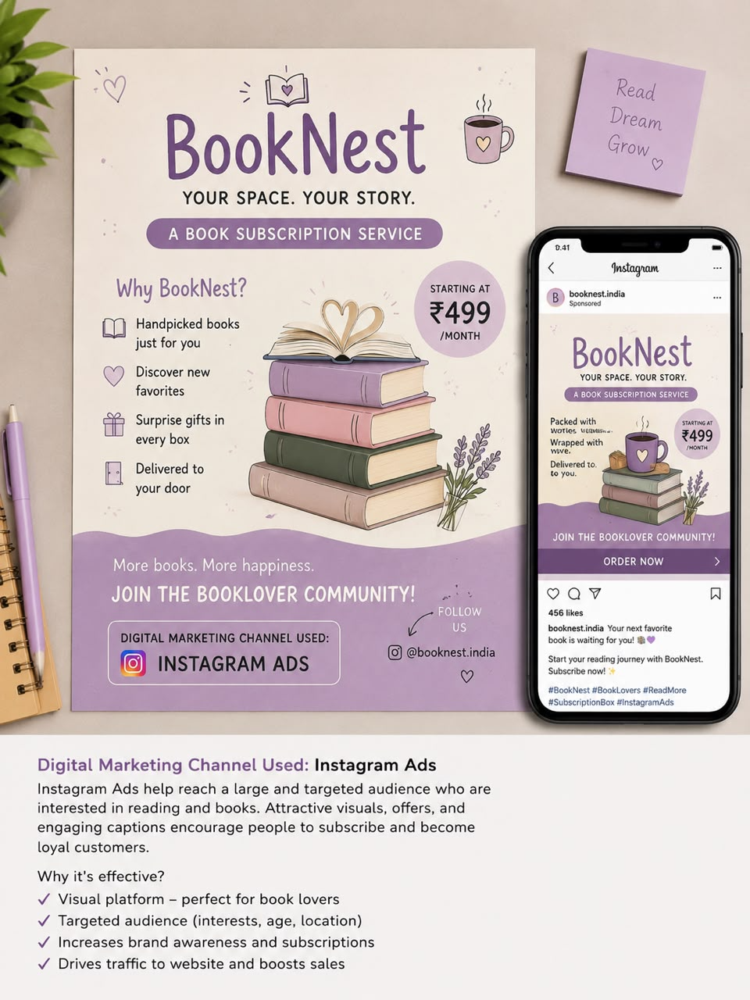 BookNest
YOUR SPACE. YOUR STORY.
A BOOK SUBSCRIPTION SERVICE
Why BookNest?
Handpicked books
just for you
Discover new
favorites
Surprise gifts in
every box
Delivered to
your door
STARTING AT
₹499
/MONTH
More books. More happiness.
JOIN THE BOOKLOVER COMMUNITY!
DIGITAL MARKETING CHANNEL USED:
INSTAGRAM ADS
FOLLOW
US
@booknest.india
Read
Dream
Grow
9:41
Instagram
B
booknest.india
Sponsored
BookNest
YOUR SPACE. YOUR STORY.
A BOOK SUBSCRIPTION SERVICE
Packed with
Wrapped with
Delivered to.
to you.
STARTING AT
₹499
/MONTH
JOIN THE BOOKLOVER COMMUNITY!
ORDER NOW
456 likes
booknest.india Your next favorite
book is waiting for you! 📚💜
Start your reading journey with BookNest.
Subscribe now! ✨
#BookNest #BookLovers #ReadMore
#SubscriptionBox #InstagramAds
Digital Marketing Channel Used: Instagram Ads
Instagram Ads help reach a large and targeted audience who are
interested in reading and books. Attractive visuals, offers, and
engaging captions encourage people to subscribe and become
loyal customers.
Why it's effective?
✓ Visual platform – perfect for book lovers
✓ Targeted audience (interests, age, location)
✓ Increases brand awareness and subscriptions
✓ Drives traffic to website and boosts sales